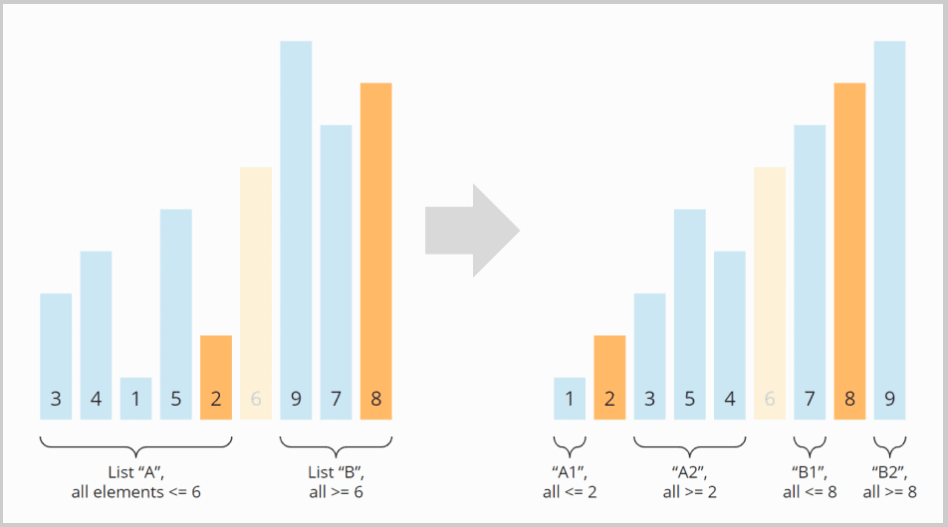 3 4 1 5 2 6 9 7 8
List “A”,
all elements <= 6
List “B”,
all >= 6
1 2 3 5 4 6 7 8 9
“A1”,
all <= 2
“A2”,
all >= 2
“B1”,
all <= 8
“B2”,
all >= 8